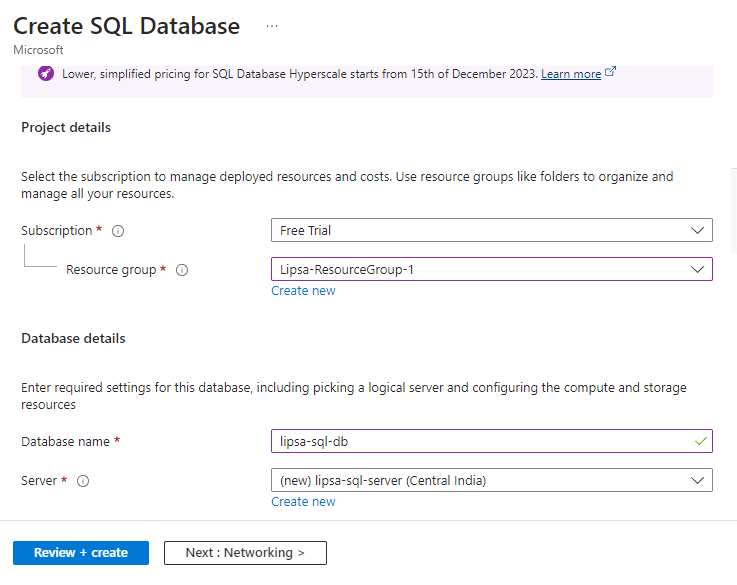 Create SQL Database ...
Microsoft
Lower, simplified pricing for SQL Database Hyperscale starts from 15th of December 2023. Learn more
Project details
Select the subscription to manage deployed resources and costs. Use resource groups like folders to organize and
manage all your resources.
Subscription * Free Trial
Resource group * Lipsa-ResourceGroup-1
Create new
Database details
Enter required settings for this database, including picking a logical server and configuring the compute and storage
resources
Database name * lipsa-sql-db
Server * (new) lipsa-sql-server (Central India)
Create new
Review + create Next : Networking >